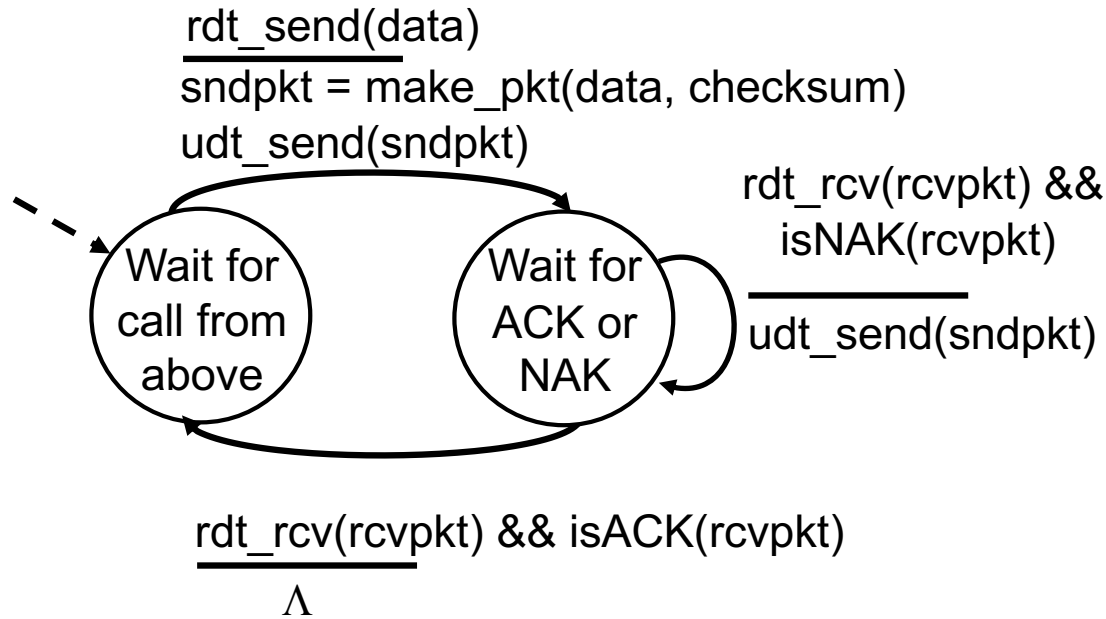 rdt_send(data)
sndpkt = make_pkt(data, checksum)
udt_send(sndpkt)
Wait for
call from
above
Wait for
ACK or
NAK
rdt_rcv(rcvpkt) &&
isNAK(rcvpkt)
udt_send(sndpkt)
rdt_rcv(rcvpkt) && isACK(rcvpkt)
Λ